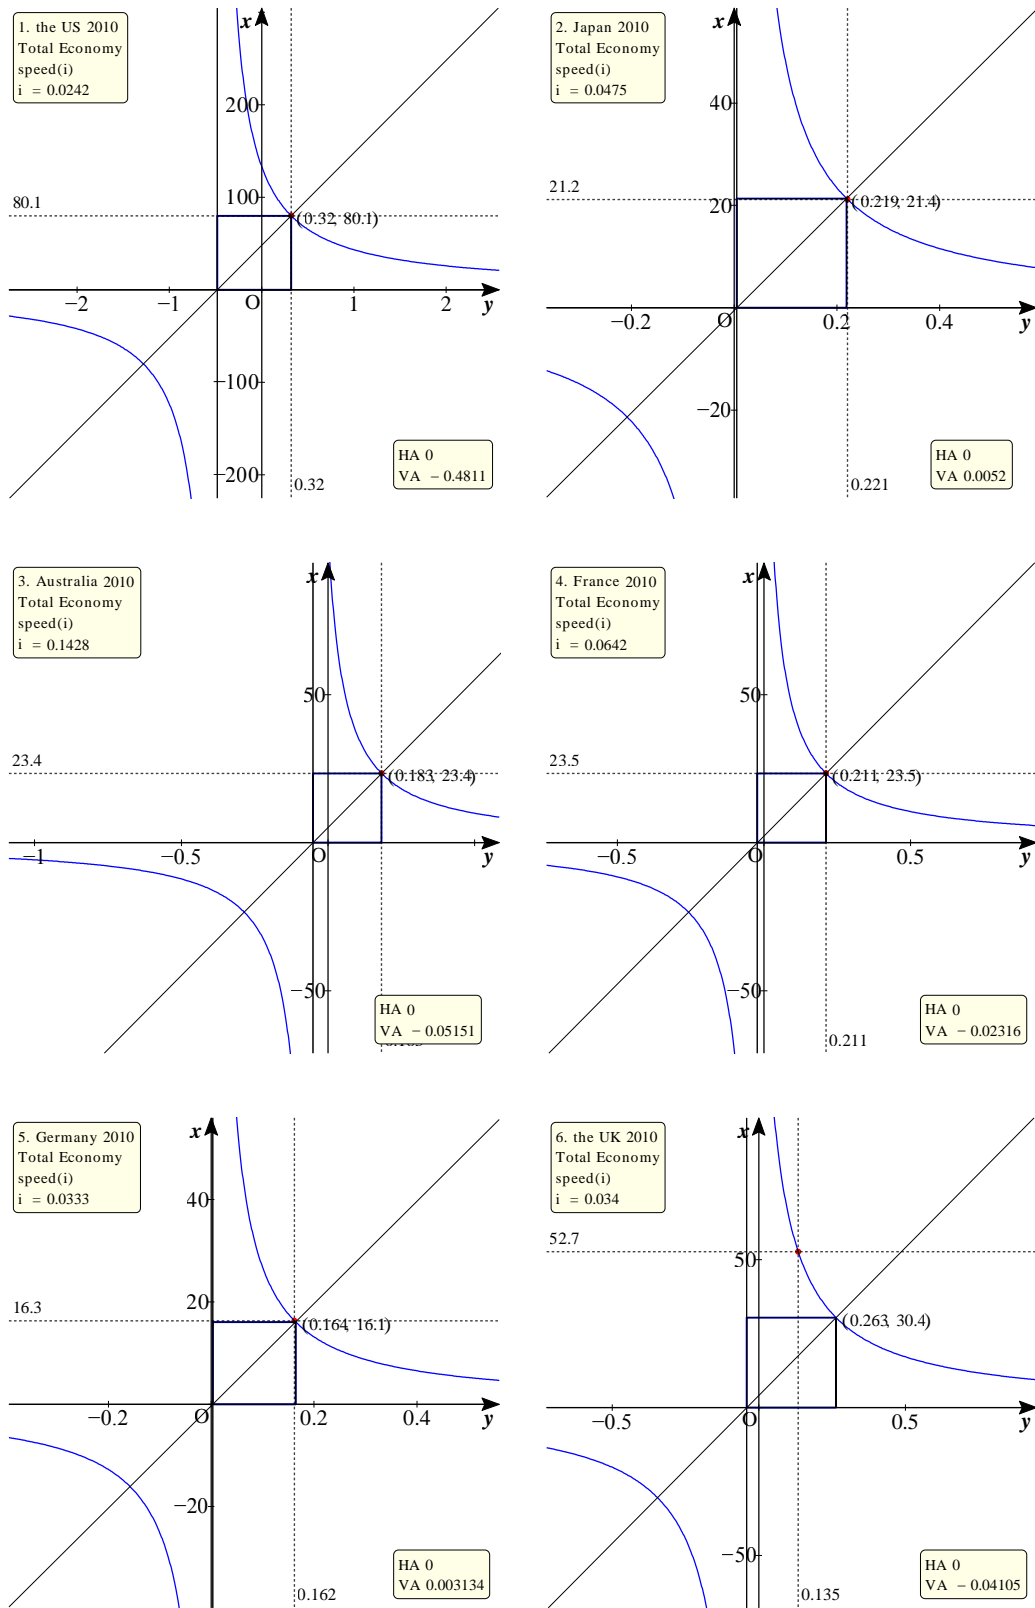 1. the US 2010
Total Economy
speed(i)
i = 0.0242
x
200
100
80.1
(0.32, 80.1)
−2 −1 O 1 2 y
−100
−200
0.32
HA 0
VA − 0.4811
2. Japan 2010
Total Economy
speed(i)
i = 0.0475
x
40
21.2
20
(0.219, 21.4)
−0.2 O 0.2 0.4 y
−20
0.221
HA 0
VA 0.0052
3. Australia 2010
Total Economy
speed(i)
i = 0.1428
x
50
23.4
(0.183, 23.4)
−1 −0.5 O y
−50
HA 0
VA − 0.05151
4. France 2010
Total Economy
speed(i)
i = 0.0642
x
50
23.5
(0.211, 23.5)
−0.5 O 0.5 y
−50
0.211
HA 0
VA − 0.02316
5. Germany 2010
Total Economy
speed(i)
i = 0.0333
x
40
20
16.3
(0.164, 16.1)
−0.2 O 0.2 0.4 y
−20
0.162
HA 0
VA 0.003134
6. the UK 2010
Total Economy
speed(i)
i = 0.034
x
52.7
50
(0.263, 30.4)
−0.5 O 0.5 y
−50
0.135
HA 0
VA − 0.04105